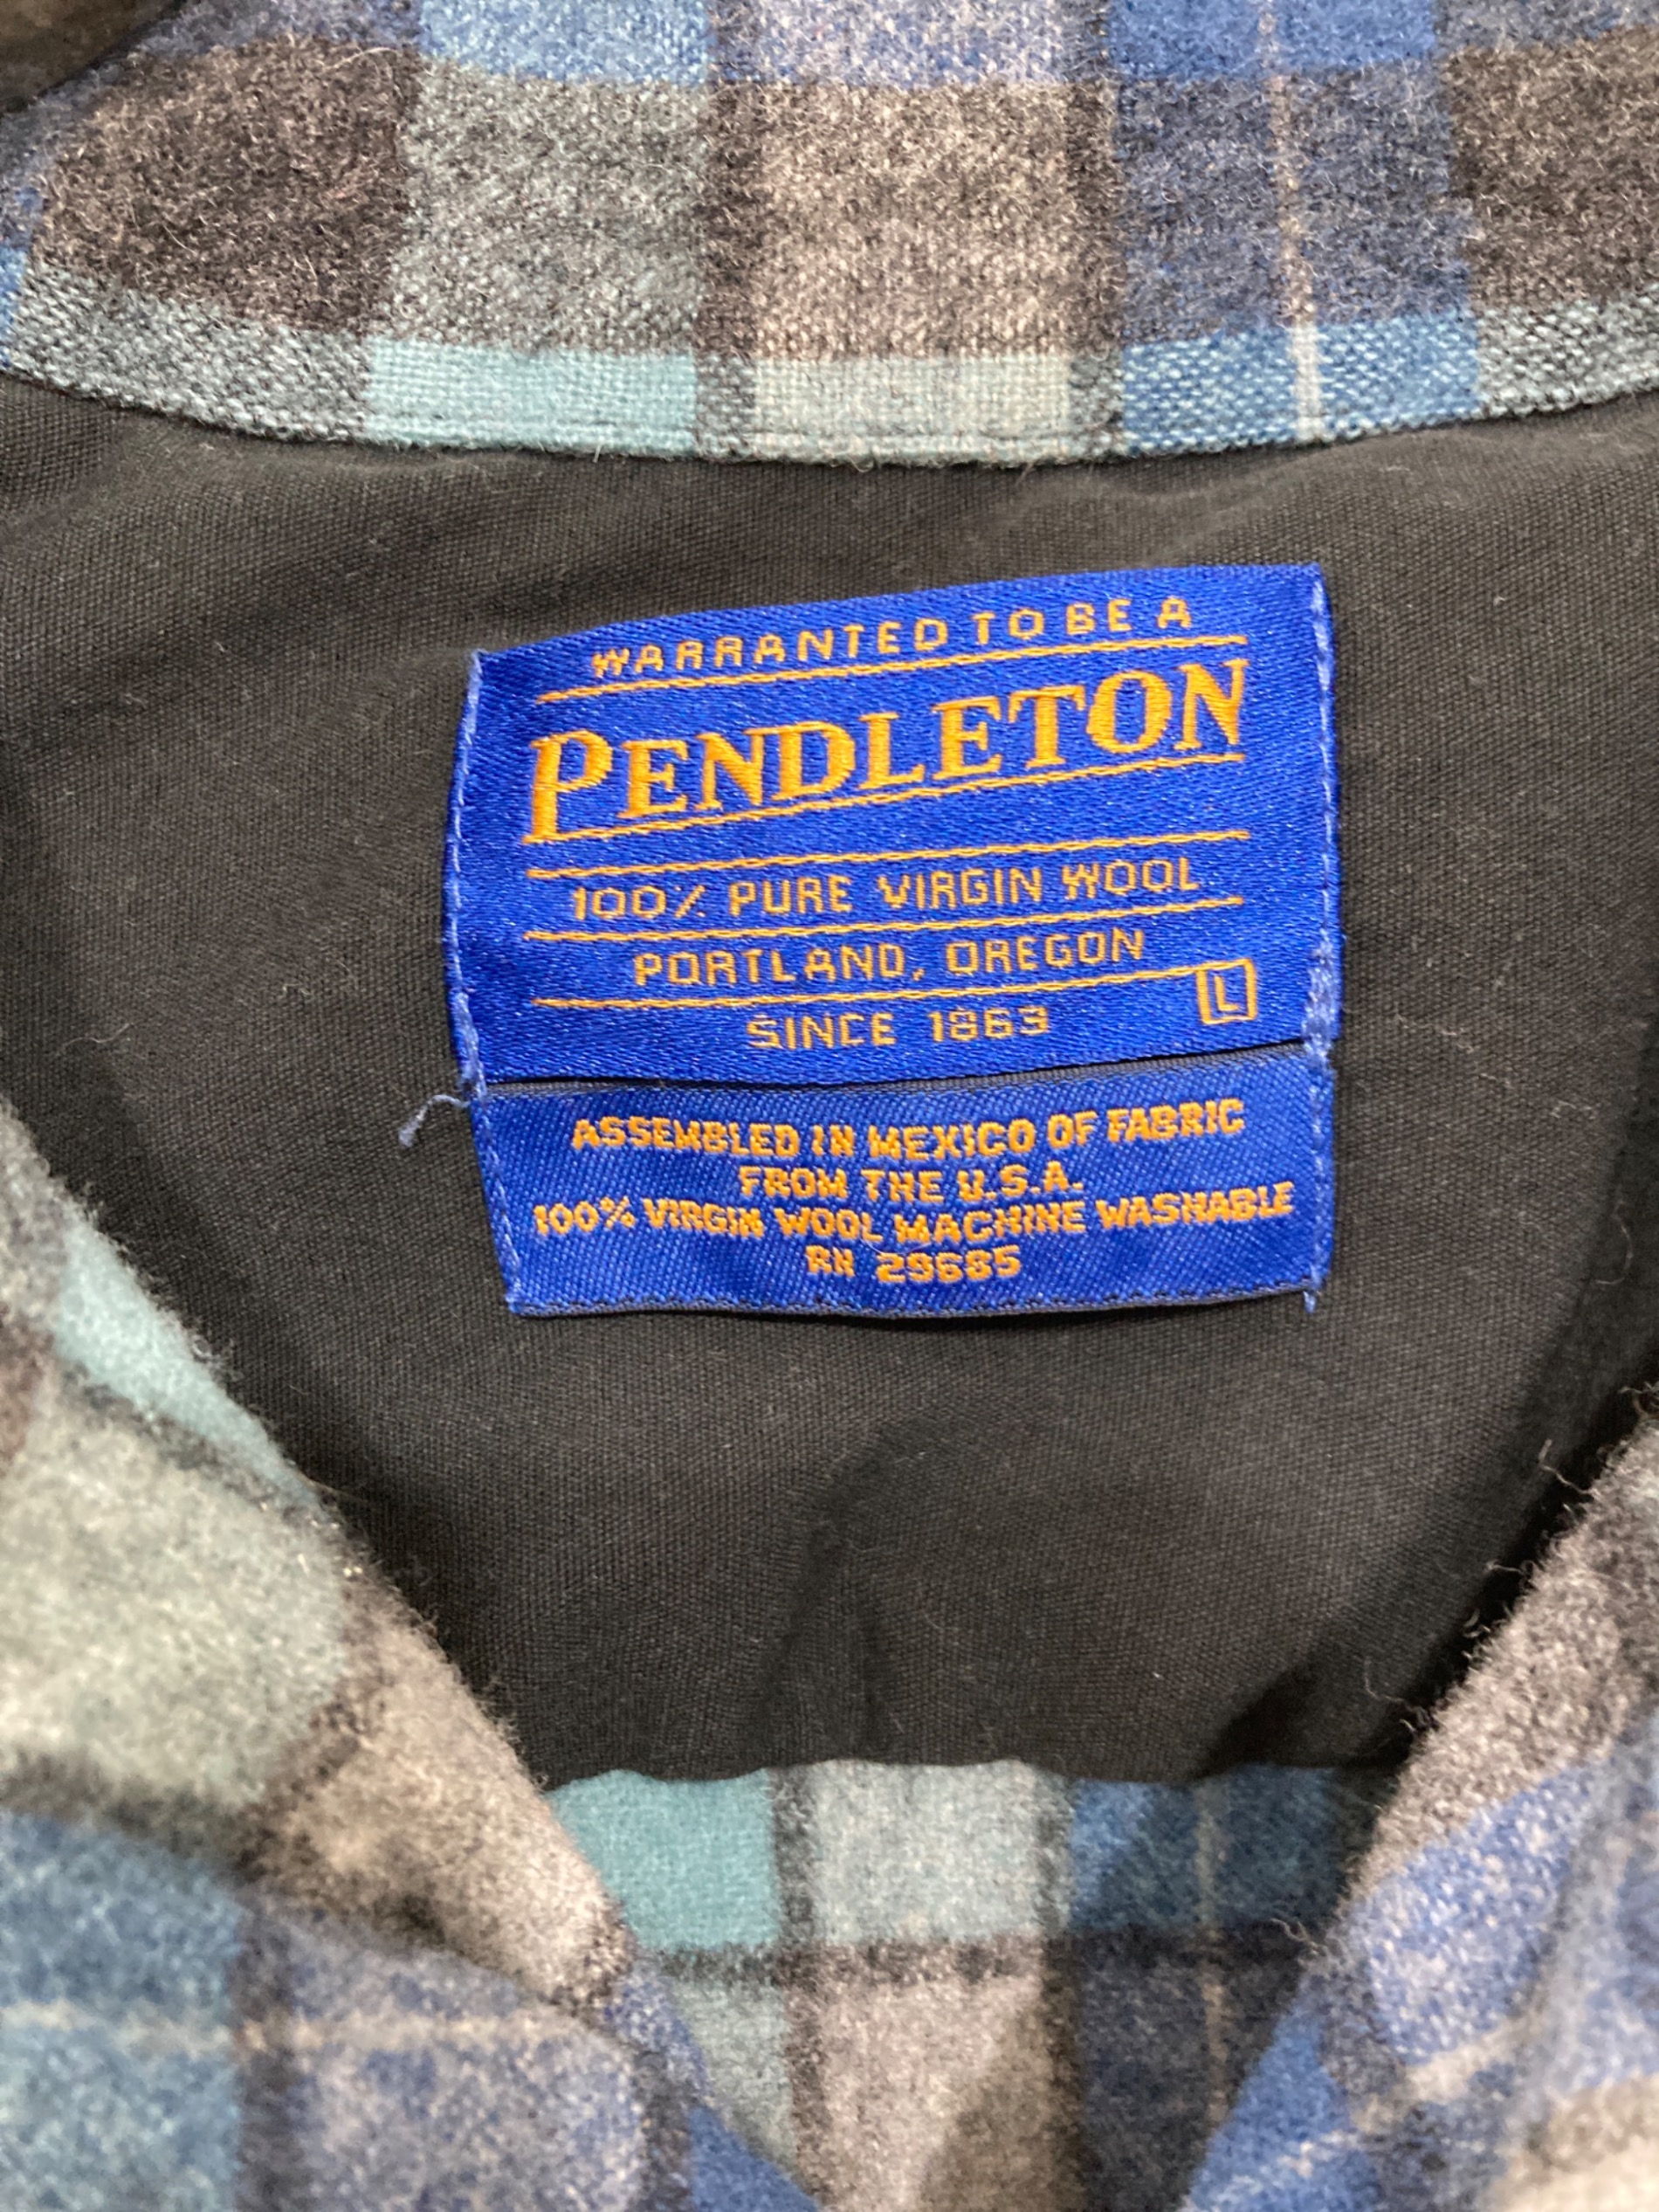 WARRANTED TO BE A
PENDLETON
100% PURE VIRGIN WOOL
PORTLAND, OREGON
SINCE 1863
L
ASSEMBLED IN MEXICO OF FABRIC
FROM THE U.S.A.
100% VIRGIN WOOL MACHINE WASHABLE
RN 29685